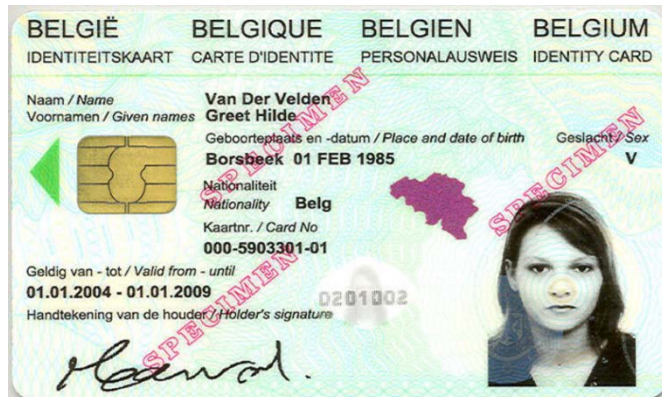 BELGIË BELGIQUE BELGIEN BELGIUM
IDENTITEITSKAART CARTE D'IDENTITE PERSONALAUSWEIS IDENTITY CARD
Naam / Name Van Der Velden
Voornamen / Given names Greet Hilde
Geboorteplaats en -datum / Place and date of birth Geslacht / Sex
Borsbeek 01 FEB 1985 V
Nationaliteit
Nationality Belg
Kaartnr. / Card No
000-5903301-01
Geldig van - tot / Valid from - until
01.01.2004 - 01.01.2009
0201002
Handtekening van de houder / Holder's signature
SPECIMEN
SPECIMEN
SPECIMEN